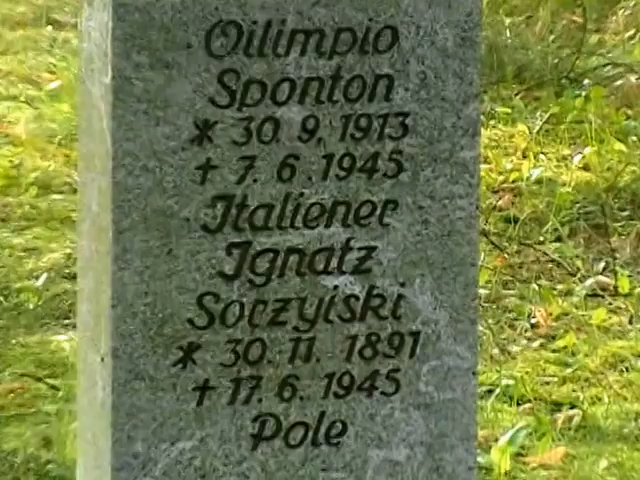 Oilimpio
Sponton
* 30. 9. 1913
+ 7. 6. 1945
Italiener
Ignatz
Sorzyiski
* 30. 11. 1891
+ 17. 6. 1945
Pole